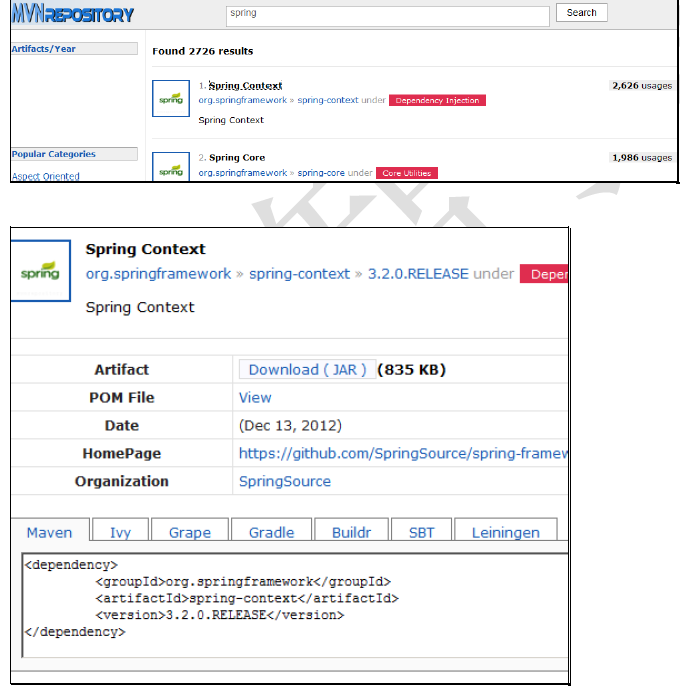 MVNREPOSITORY
spring
Search
Artifacts/Year
Found 2726 results
spring
1. Spring Context
2,626 usages
org.springframework » spring-context under Dependency Injection
Spring Context
Popular Categories
Aspect Oriented
spring
2. Spring Core
1,986 usages
org.springframework » spring-core under Core Utilities
spring
Spring Context
org.springframework » spring-context » 3.2.0.RELEASE under Deper
Spring Context
Artifact Download ( JAR ) (835 KB)
POM File View
Date (Dec 13, 2012)
HomePage https://github.com/SpringSource/spring-framew
Organization SpringSource
Maven Ivy Grape Gradle Buildr SBT Leiningen
<dependency>
<groupId>org.springframework</groupId>
<artifactId>spring-context</artifactId>
<version>3.2.0.RELEASE</version>
</dependency>